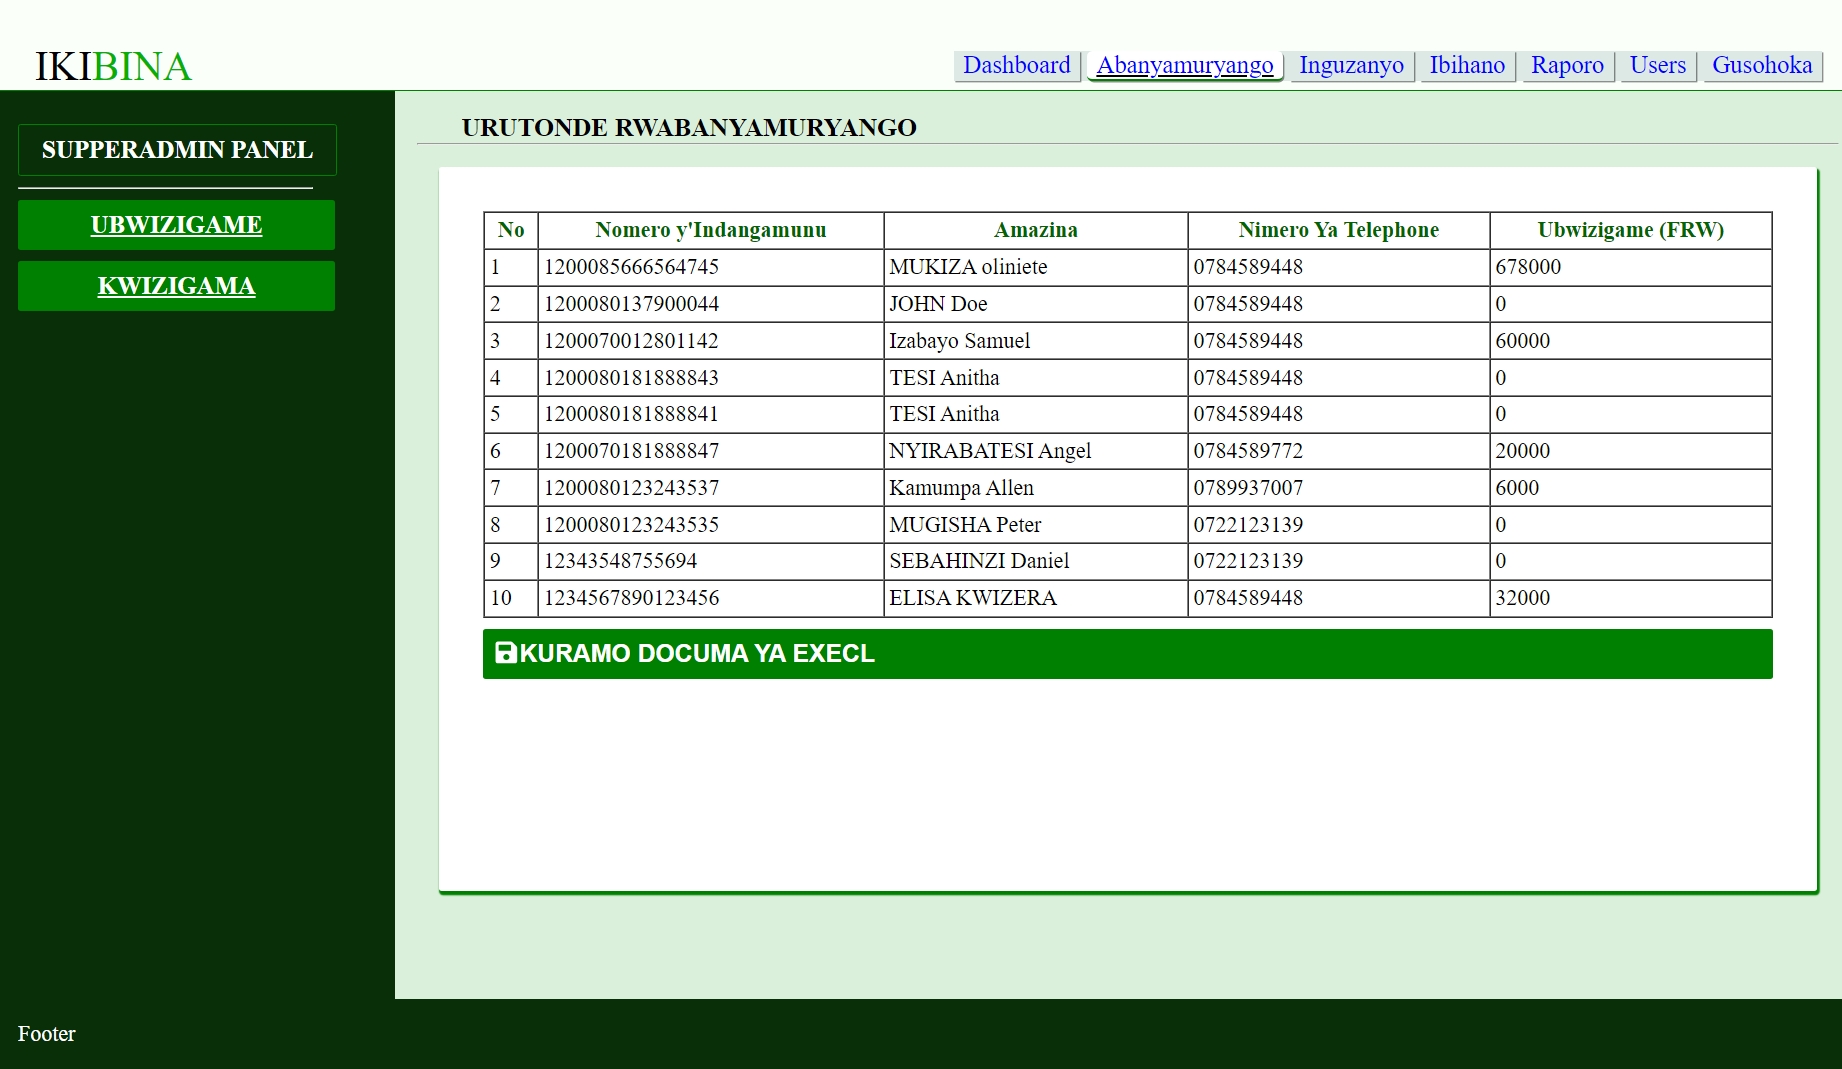 IKIBINA
Dashboard Abanyamuryango Inguzanyo Ibihano Raporo Users Gusohoka
SUPPERADMIN PANEL
UBWIZIGAME
KWIZIGAMA
URUTONDE RWABANYAMURYANGO
No Nomero y'Indangamunu Amazina Nimero Ya Telephone Ubwizigame (FRW)
1 1200085666564745 MUKIZA oliniete 0784589448 678000
2 1200080137900044 JOHN Doe 0784589448 0
3 1200070012801142 Izabayo Samuel 0784589448 60000
4 1200080181888843 TESI Anitha 0784589448 0
5 1200080181888841 TESI Anitha 0784589448 0
6 1200070181888847 NYIRABATESI Angel 0784589772 20000
7 1200080123243537 Kamumpa Allen 0789937007 6000
8 1200080123243535 MUGISHA Peter 0722123139 0
9 12343548755694 SEBAHINZI Daniel 0722123139 0
10 1234567890123456 ELISA KWIZERA 0784589448 32000
KURAMO DOCUMA YA EXECL
Footer